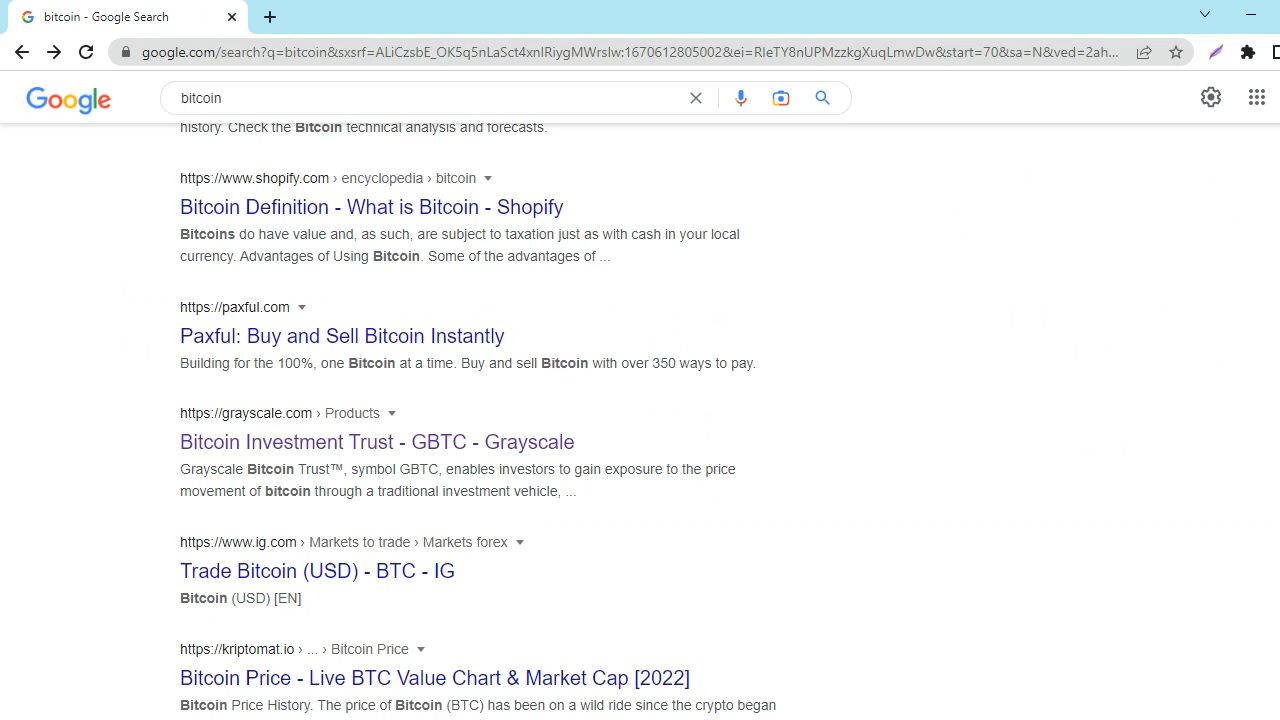 bitcoin - Google Search
google.com/search?q=bitcoin&sxsrf=ALiCzsbE_OK5q5nLaSct4xnIRiygMWrsIw:1670612805002&ei=RIeTY8nUPMzzkgXuqLmwDw&start=70&sa=N&ved=2ah...
Google
bitcoin
history. Check the Bitcoin technical analysis and forecasts.
https://www.shopify.com › encyclopedia › bitcoin
Bitcoin Definition - What is Bitcoin - Shopify
Bitcoins do have value and, as such, are subject to taxation just as with cash in your local
currency. Advantages of Using Bitcoin. Some of the advantages of ...
https://paxful.com
Paxful: Buy and Sell Bitcoin Instantly
Building for the 100%, one Bitcoin at a time. Buy and sell Bitcoin with over 350 ways to pay.
https://grayscale.com › Products
Bitcoin Investment Trust - GBTC - Grayscale
Grayscale Bitcoin Trust™, symbol GBTC, enables investors to gain exposure to the price
movement of bitcoin through a traditional investment vehicle, ...
https://www.ig.com › Markets to trade › Markets forex
Trade Bitcoin (USD) - BTC - IG
Bitcoin (USD) [EN]
https://kriptomat.io › ... › Bitcoin Price
Bitcoin Price - Live BTC Value Chart & Market Cap [2022]
Bitcoin Price History. The price of Bitcoin (BTC) has been on a wild ride since the crypto began